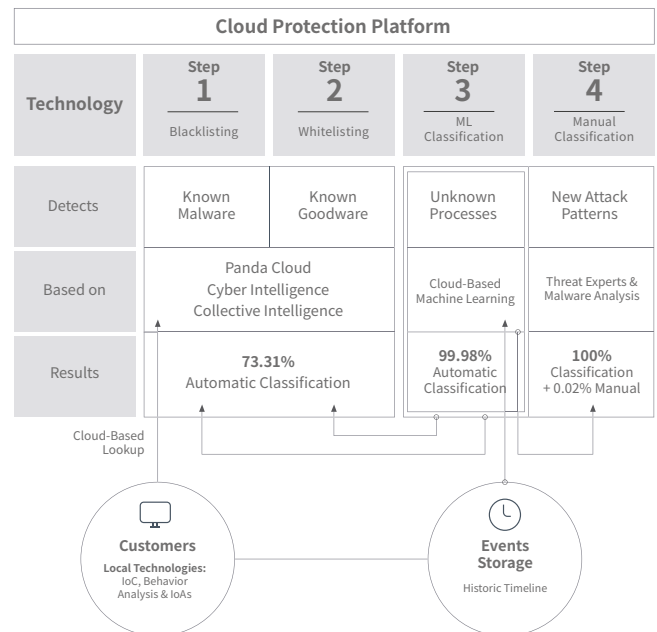 Cloud Protection Platform
Technology
Step
1
Blacklisting
Step
2
Whitelisting
Step
3
ML
Classification
Step
4
Manual
Classification
Detects
Known
Malware
Known
Goodware
Unknown
Processes
New Attack
Patterns
Based on
Panda Cloud
Cyber Intelligence
Collective Intelligence
Cloud-Based
Machine Learning
Threat Experts &
Malware Analysis
Results
73.31%
Automatic Classification
99.98%
Automatic
Classification
100%
Classification
+ 0.02% Manual
Cloud-Based
Lookup
Customers
Local Technologies:
IoC, Behavior
Analysis & IoAs
Events
Storage
Historic Timeline